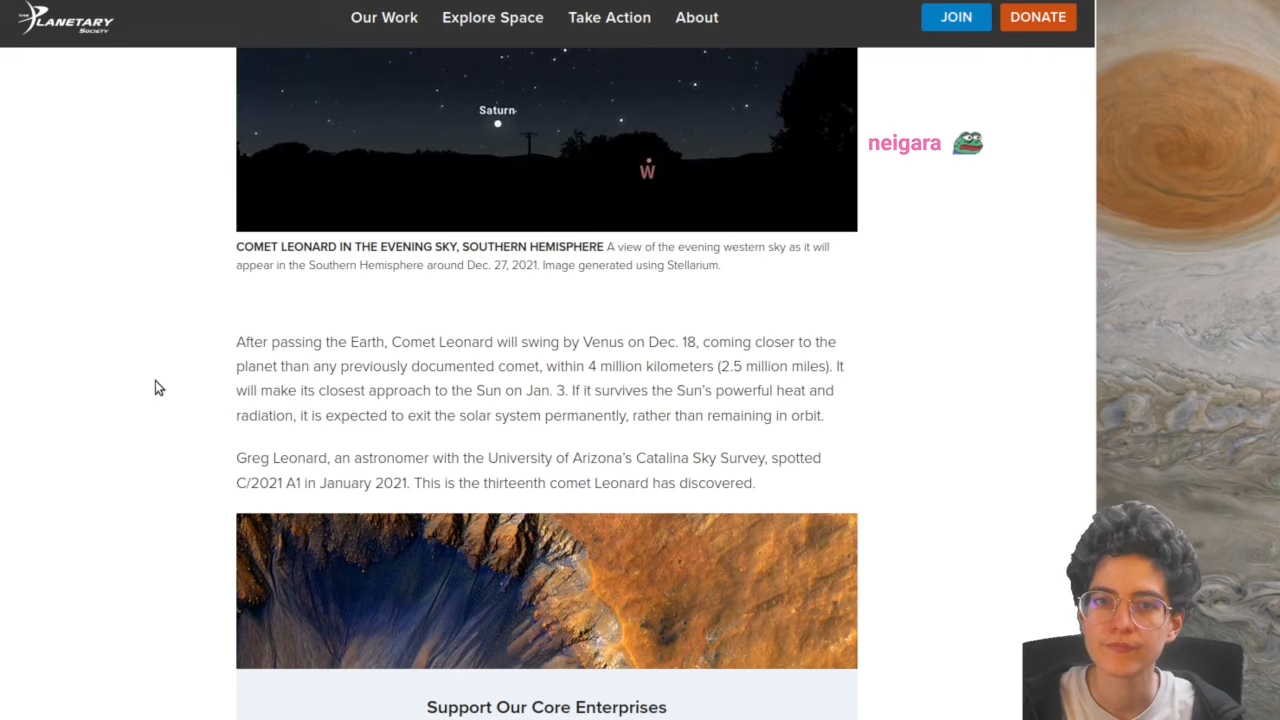 THE PLANETARY SOCIETY
Our Work Explore Space Take Action About JOIN DONATE
Saturn
neigara
W
COMET LEONARD IN THE EVENING SKY, SOUTHERN HEMISPHERE A view of the evening western sky as it will
appear in the Southern Hemisphere around Dec. 27, 2021. Image generated using Stellarium.
After passing the Earth, Comet Leonard will swing by Venus on Dec. 18, coming closer to the
planet than any previously documented comet, within 4 million kilometers (2.5 million miles). It
will make its closest approach to the Sun on Jan. 3. If it survives the Sun’s powerful heat and
radiation, it is expected to exit the solar system permanently, rather than remaining in orbit.
Greg Leonard, an astronomer with the University of Arizona’s Catalina Sky Survey, spotted
C/2021 A1 in January 2021. This is the thirteenth comet Leonard has discovered.
Support Our Core Enterprises